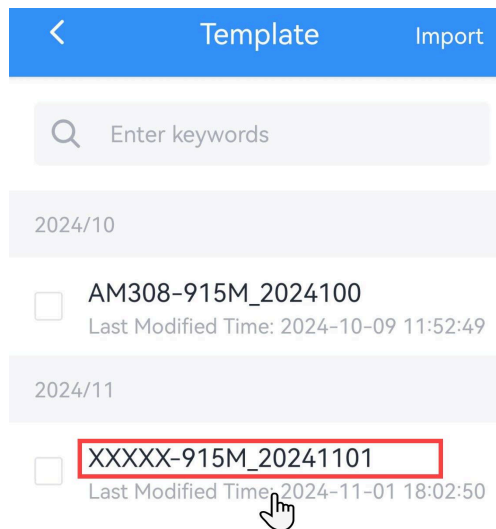 Template Import
Enter keywords
2024/10
AM308-915M_2024100
Last Modified Time: 2024-10-09 11:52:49
2024/11
XXXXX-915M_20241101
Last Modified Time: 2024-11-01 18:02:50